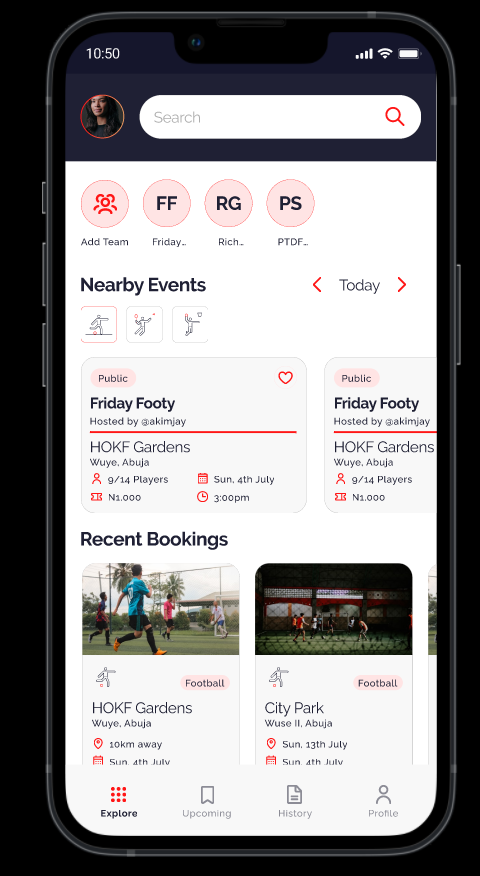 10:50
Search
FF
RG
PS
Add Team
Friday...
Rich...
PTDF...
Nearby Events
Today
Public
Friday Footy
Hosted by @akimjay
HOKF Gardens
Wuye, Abuja
9/14 Players
Sun, 4th July
N1,000
3:00pm
Public
Friday Footy
Hosted by @akimjay
HOKF Gardens
Wuye, Abuja
9/14 Players
N1,000
Recent Bookings
Football
HOKF Gardens
Wuye, Abuja
10km away
Sun, 4th July
Football
City Park
Wuse II, Abuja
Sun, 13th July
Sun, 4th July
Explore
Upcoming
History
Profile